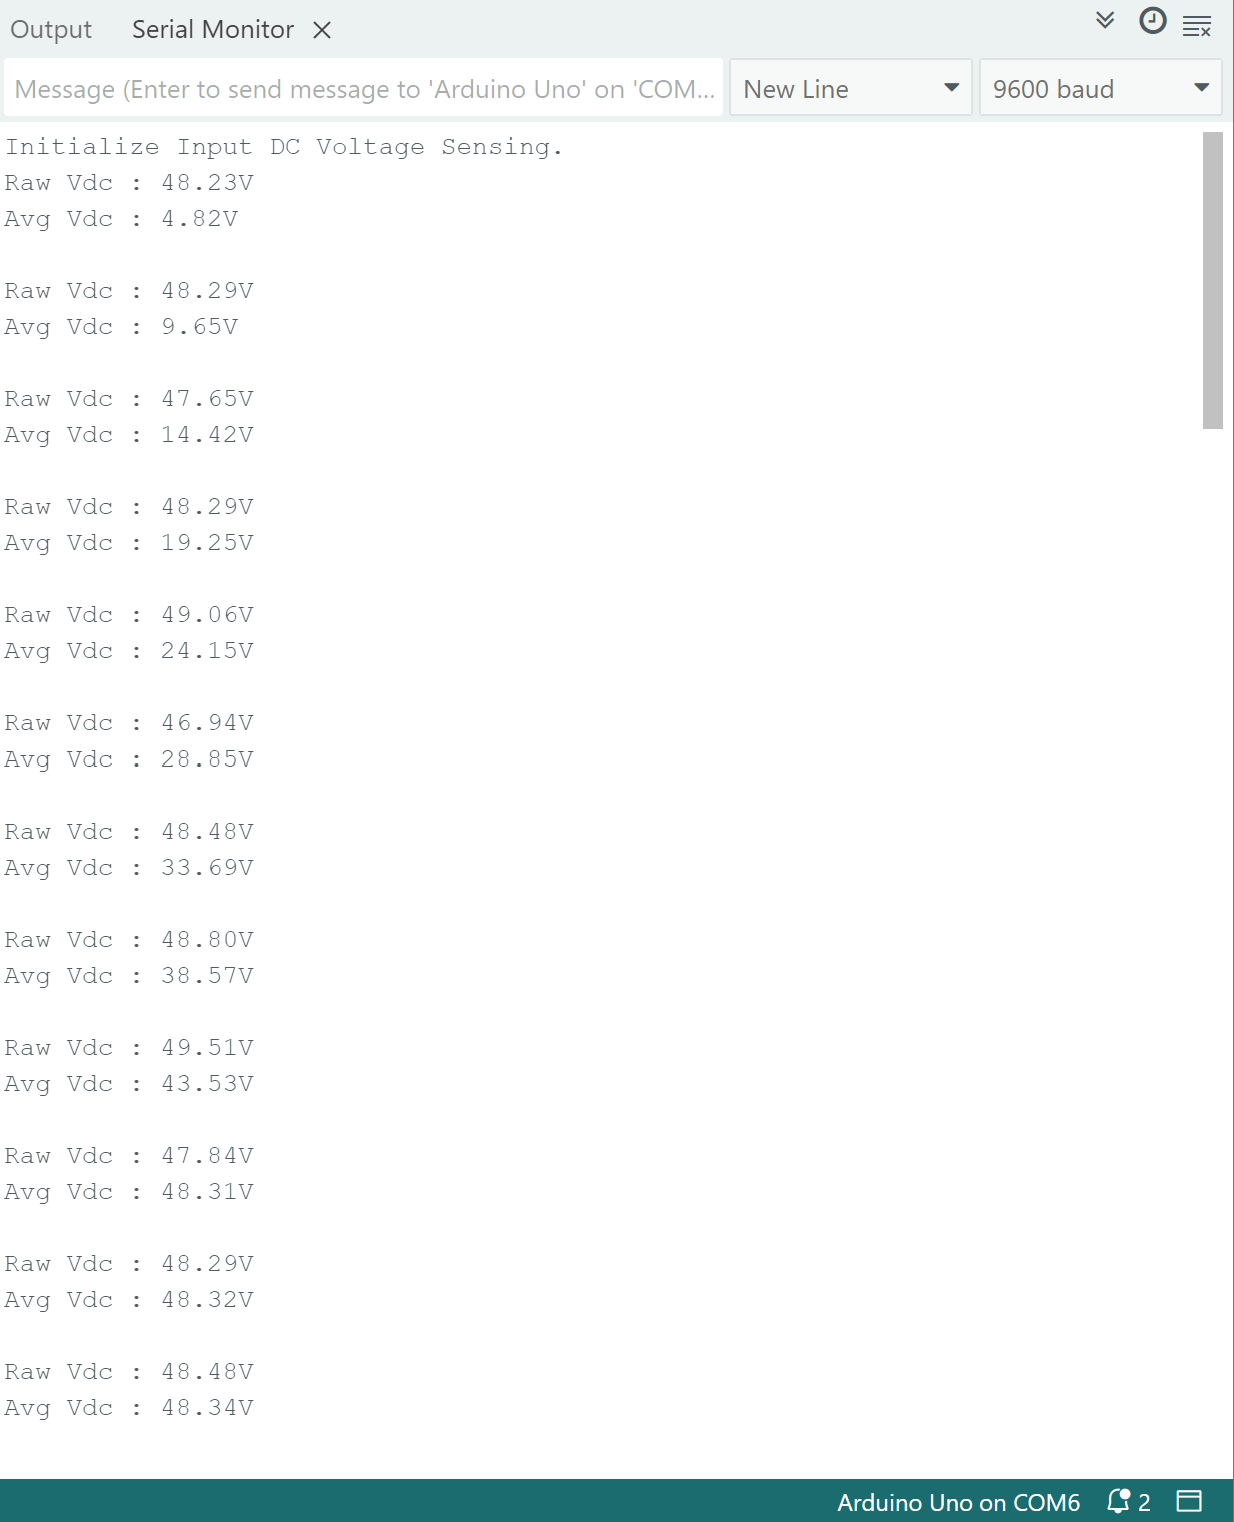 Output Serial Monitor
Message (Enter to send message to 'Arduino Uno' on 'COM... New Line 9600 baud
Initialize Input DC Voltage Sensing.
Raw Vdc : 48.23V
Avg Vdc : 4.82V
Raw Vdc : 48.29V
Avg Vdc : 9.65V
Raw Vdc : 47.65V
Avg Vdc : 14.42V
Raw Vdc : 48.29V
Avg Vdc : 19.25V
Raw Vdc : 49.06V
Avg Vdc : 24.15V
Raw Vdc : 46.94V
Avg Vdc : 28.85V
Raw Vdc : 48.48V
Avg Vdc : 33.69V
Raw Vdc : 48.80V
Avg Vdc : 38.57V
Raw Vdc : 49.51V
Avg Vdc : 43.53V
Raw Vdc : 47.84V
Avg Vdc : 48.31V
Raw Vdc : 48.29V
Avg Vdc : 48.32V
Raw Vdc : 48.48V
Avg Vdc : 48.34V
Arduino Uno on COM6 2